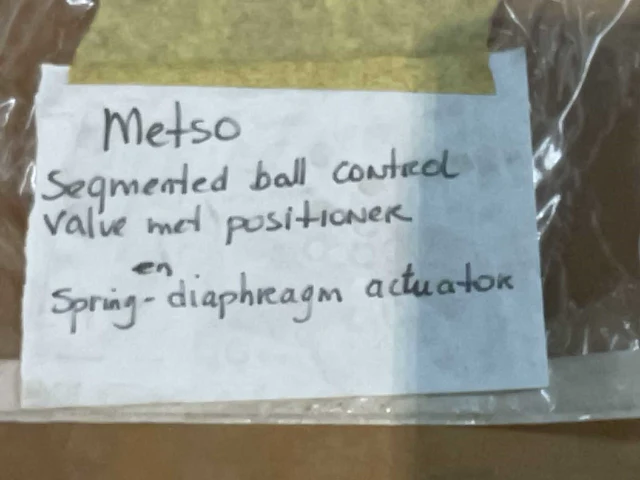 Metso
Segmented ball control
Valve met positioner
en
Spring-diaphragm actuator